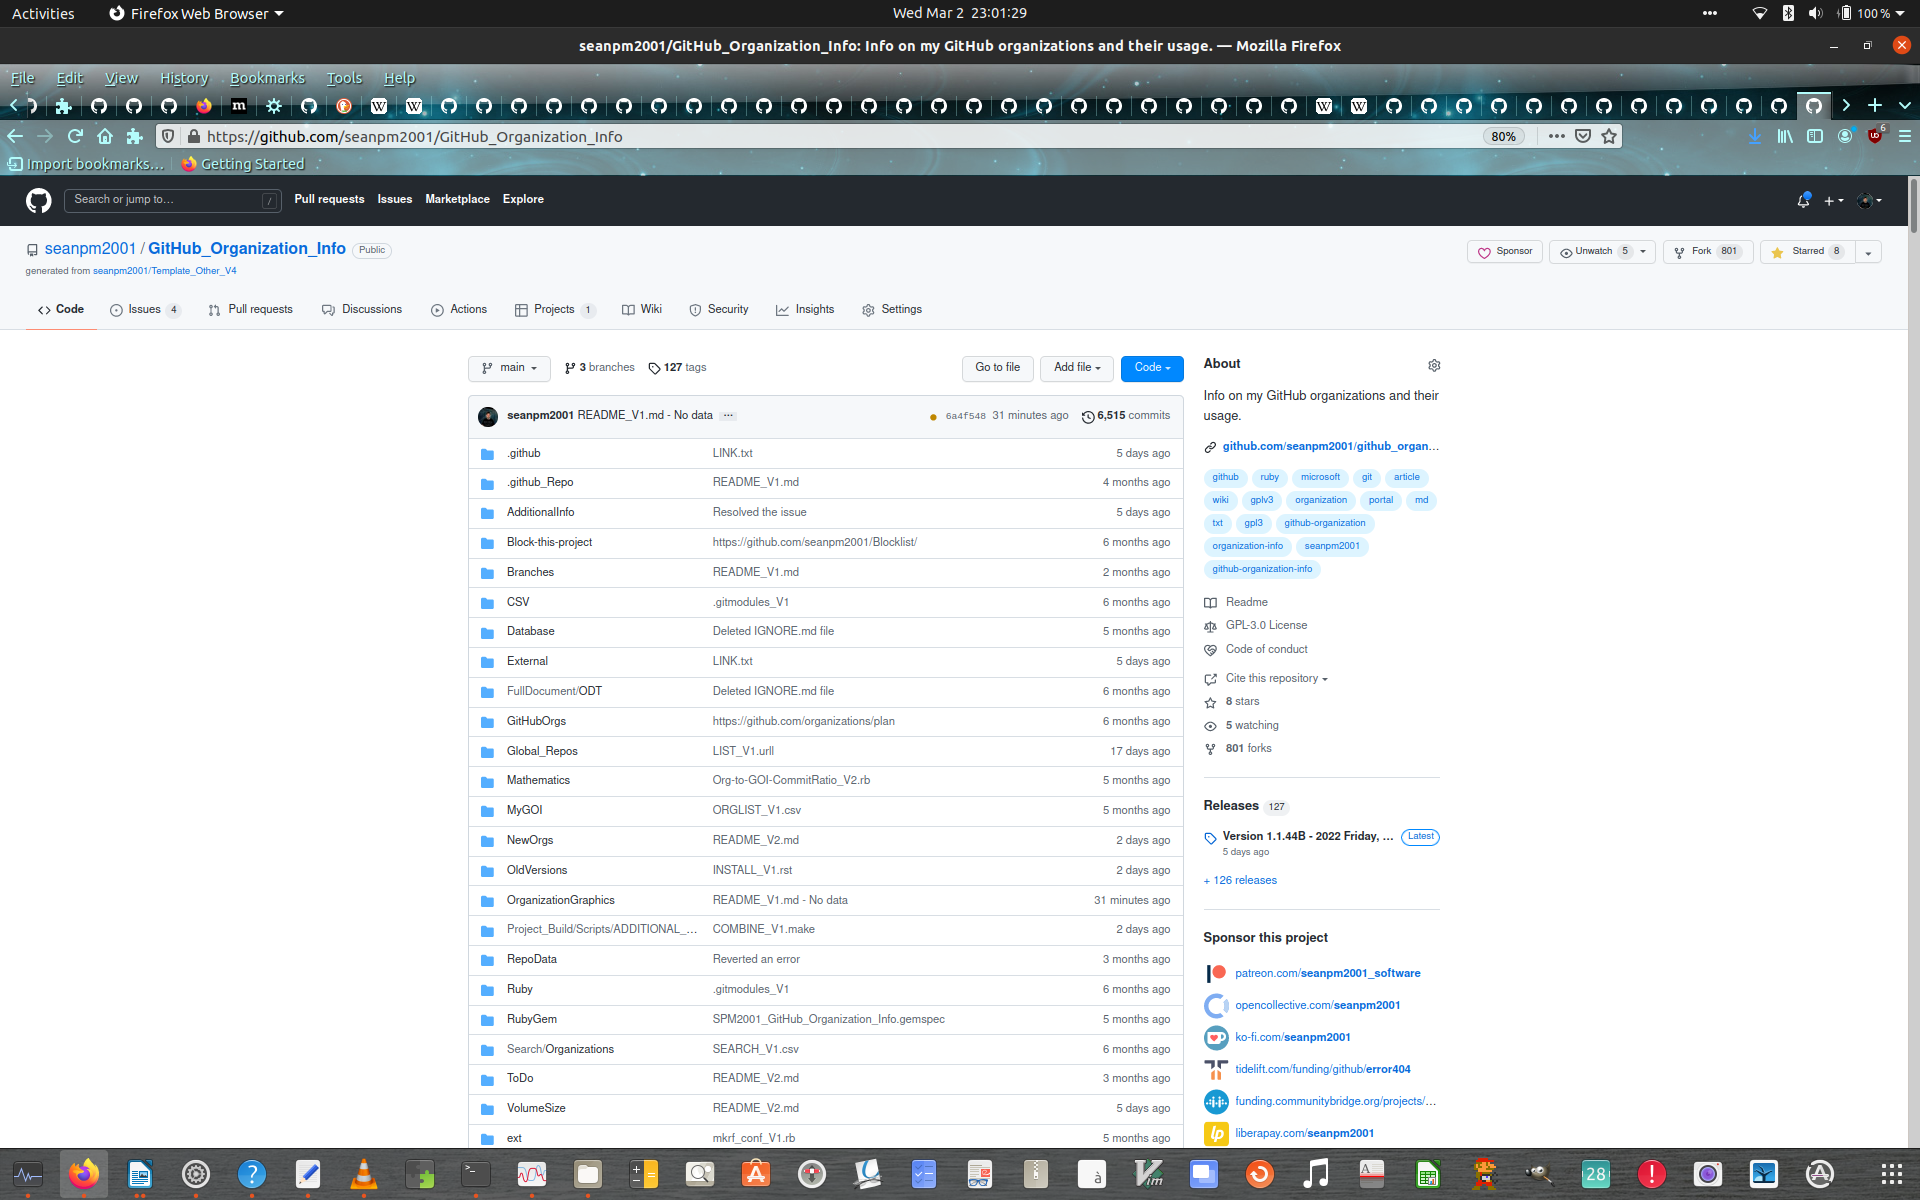 Activities Firefox Web Browser Wed Mar 2 23:01:29 100 %
seanpm2001/GitHub_Organization_Info: Info on my GitHub organizations and their usage. — Mozilla Firefox
File Edit View History Bookmarks Tools Help
https://github.com/seanpm2001/GitHub_Organization_Info 80% 6
Import bookmarks... Getting Started
Search or jump to... / Pull requests Issues Marketplace Explore
seanpm2001 / GitHub_Organization_Info Public Sponsor Unwatch 5 Fork 801 Starred 8
generated from seanpm2001/Template_Other_V4
Code Issues 4 Pull requests Discussions Actions Projects 1 Wiki Security Insights Settings
main 3 branches 127 tags Go to file Add file Code
seanpm2001 README_V1.md - No data ... 6a4f548 31 minutes ago 6,515 commits
.github LINK.txt 5 days ago
.github_Repo README_V1.md 4 months ago
AdditionalInfo Resolved the issue 5 days ago
Block-this-project https://github.com/seanpm2001/Blocklist/ 6 months ago
Branches README_V1.md 2 months ago
CSV .gitmodules_V1 6 months ago
Database Deleted IGNORE.md file 5 months ago
External LINK.txt 5 days ago
FullDocument/ODT Deleted IGNORE.md file 6 months ago
GitHubOrgs https://github.com/organizations/plan 6 months ago
Global_Repos LIST_V1.urll 17 days ago
Mathematics Org-to-GOI-CommitRatio_V2.rb 5 months ago
MyGOI ORGLIST_V1.csv 5 months ago
NewOrgs README_V2.md 2 days ago
OldVersions INSTALL_V1.rst 2 days ago
OrganizationGraphics README_V1.md - No data 31 minutes ago
Project_Build/Scripts/ADDITIONAL_... COMBINE_V1.make 2 days ago
RepoData Reverted an error 3 months ago
Ruby .gitmodules_V1 6 months ago
RubyGem SPM2001_GitHub_Organization_Info.gemspec 5 months ago
Search/Organizations SEARCH_V1.csv 6 months ago
ToDo README_V2.md 3 months ago
VolumeSize README_V2.md 5 days ago
ext mkrf_conf_V1.rb 5 months ago
About
Info on my GitHub organizations and their
usage.
github.com/seanpm2001/github_organ...
github ruby microsoft git article
wiki gplv3 organization portal md
txt gpl3 github-organization
organization-info seanpm2001
github-organization-info
Readme
GPL-3.0 License
Code of conduct
Cite this repository
8 stars
5 watching
801 forks
Releases 127
Version 1.1.44B - 2022 Friday, ... Latest
5 days ago
+ 126 releases
Sponsor this project
patreon.com/seanpm2001_software
opencollective.com/seanpm2001
ko-fi.com/seanpm2001
tidelift.com/funding/github/error404
funding.communitybridge.org/projects/...
lp liberapay.com/seanpm2001
à Vim 28